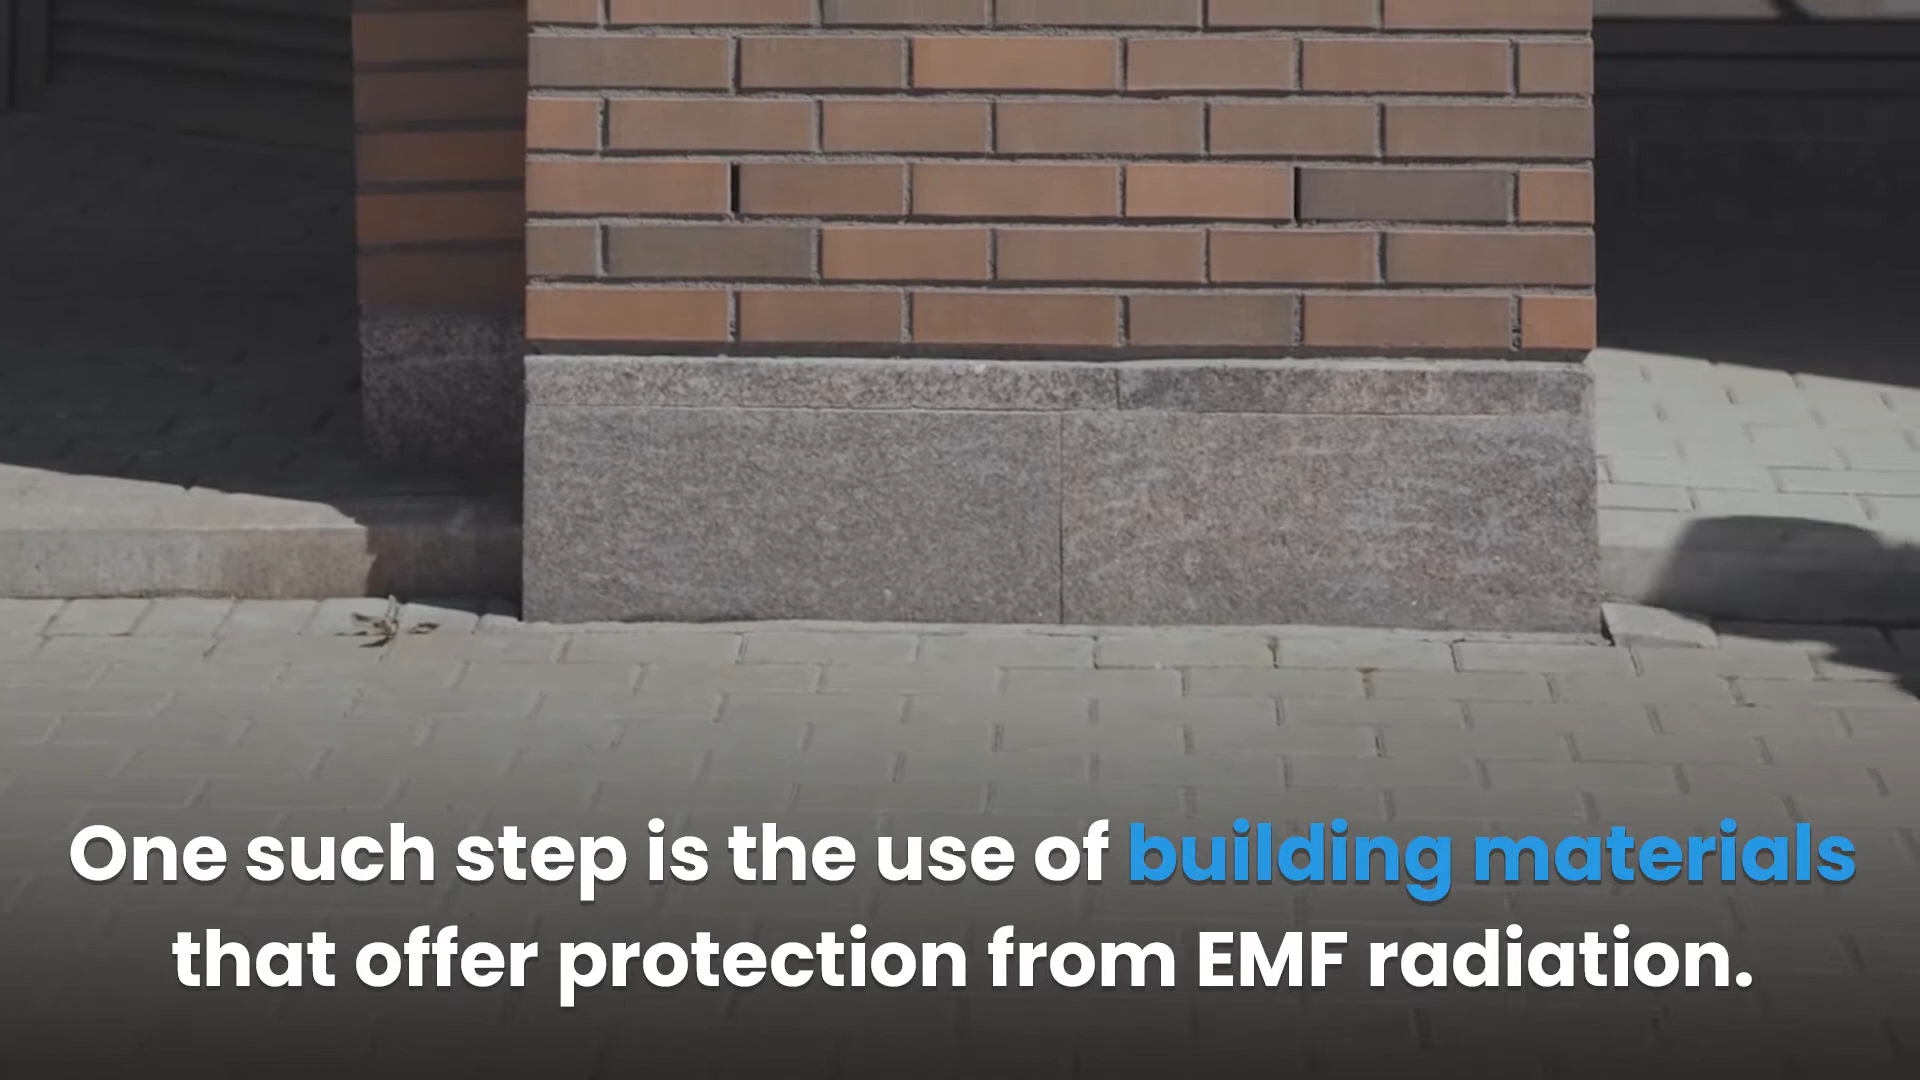 One such step is the use of building materials
that offer protection from EMF radiation.